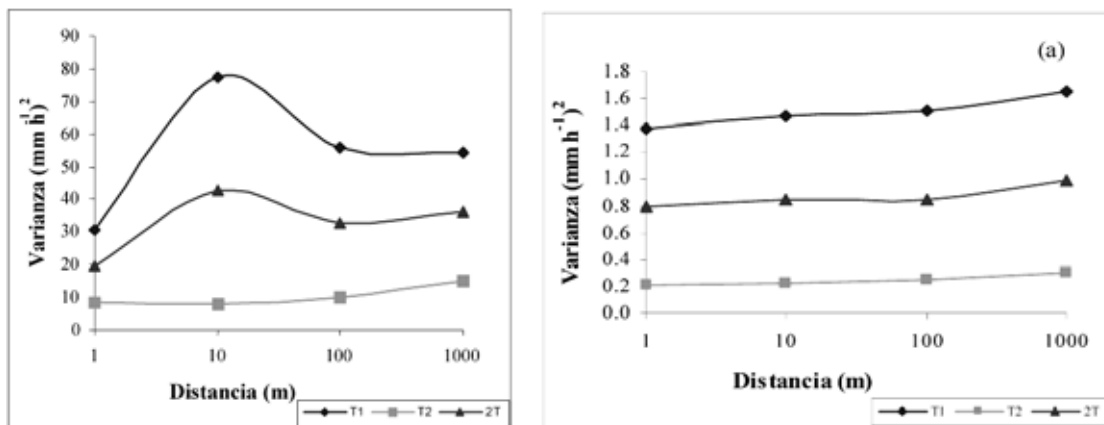 90
80
70
60
50
40
30
20
10
0
Varianza (mm h⁻¹)²
1 10 100 1000
Distancia (m)
T1 T2 2T
(a)
1.8
1.6
1.4
1.2
1.0
0.8
0.6
0.4
0.2
0.0
Varianza (mm h⁻¹)²
1 10 100 1000
Distancia (m)
T1 T2 2T